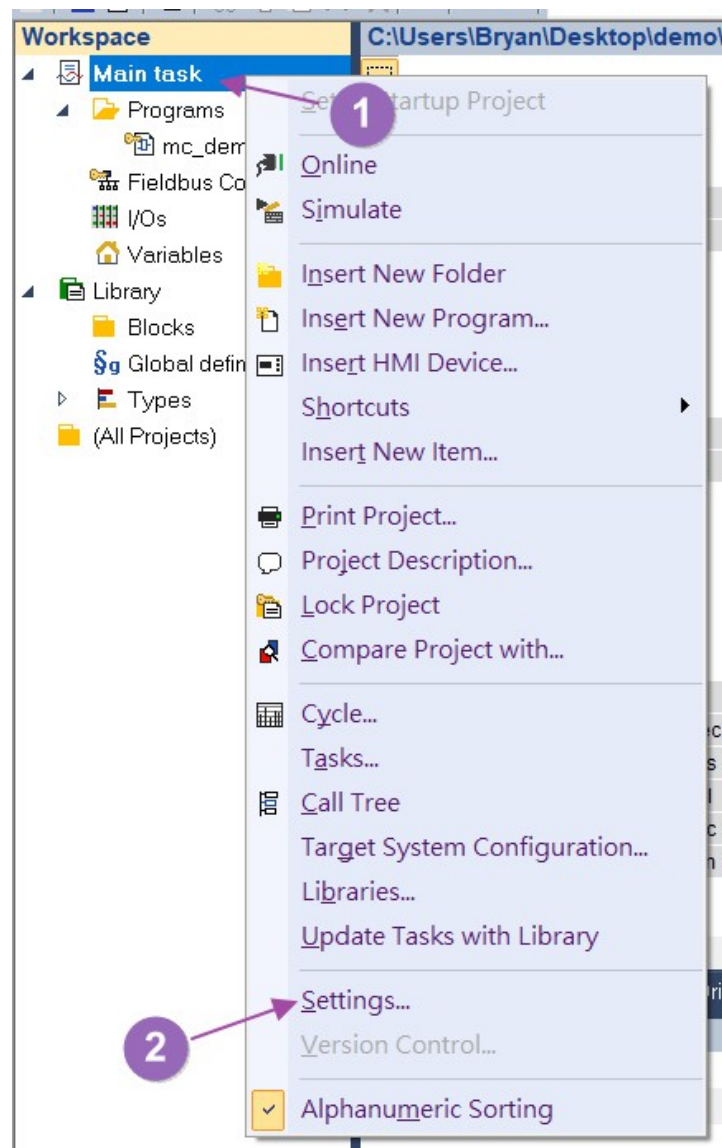 Workspace
C:\Users\Bryan\Desktop\demo\
Main task
Programs
mc_dem
Fieldbus Co
I/Os
Variables
Library
Blocks
§g Global defin
Types
(All Projects)
1
Startup Project
Online
Simulate
Insert New Folder
Insert New Program...
Insert HMI Device...
Shortcuts
Insert New Item...
Print Project...
Project Description...
Lock Project
Compare Project with...
Cycle...
Tasks...
Call Tree
Target System Configuration...
Libraries...
Update Tasks with Library
2
Settings...
Version Control...
Alphanumeric Sorting